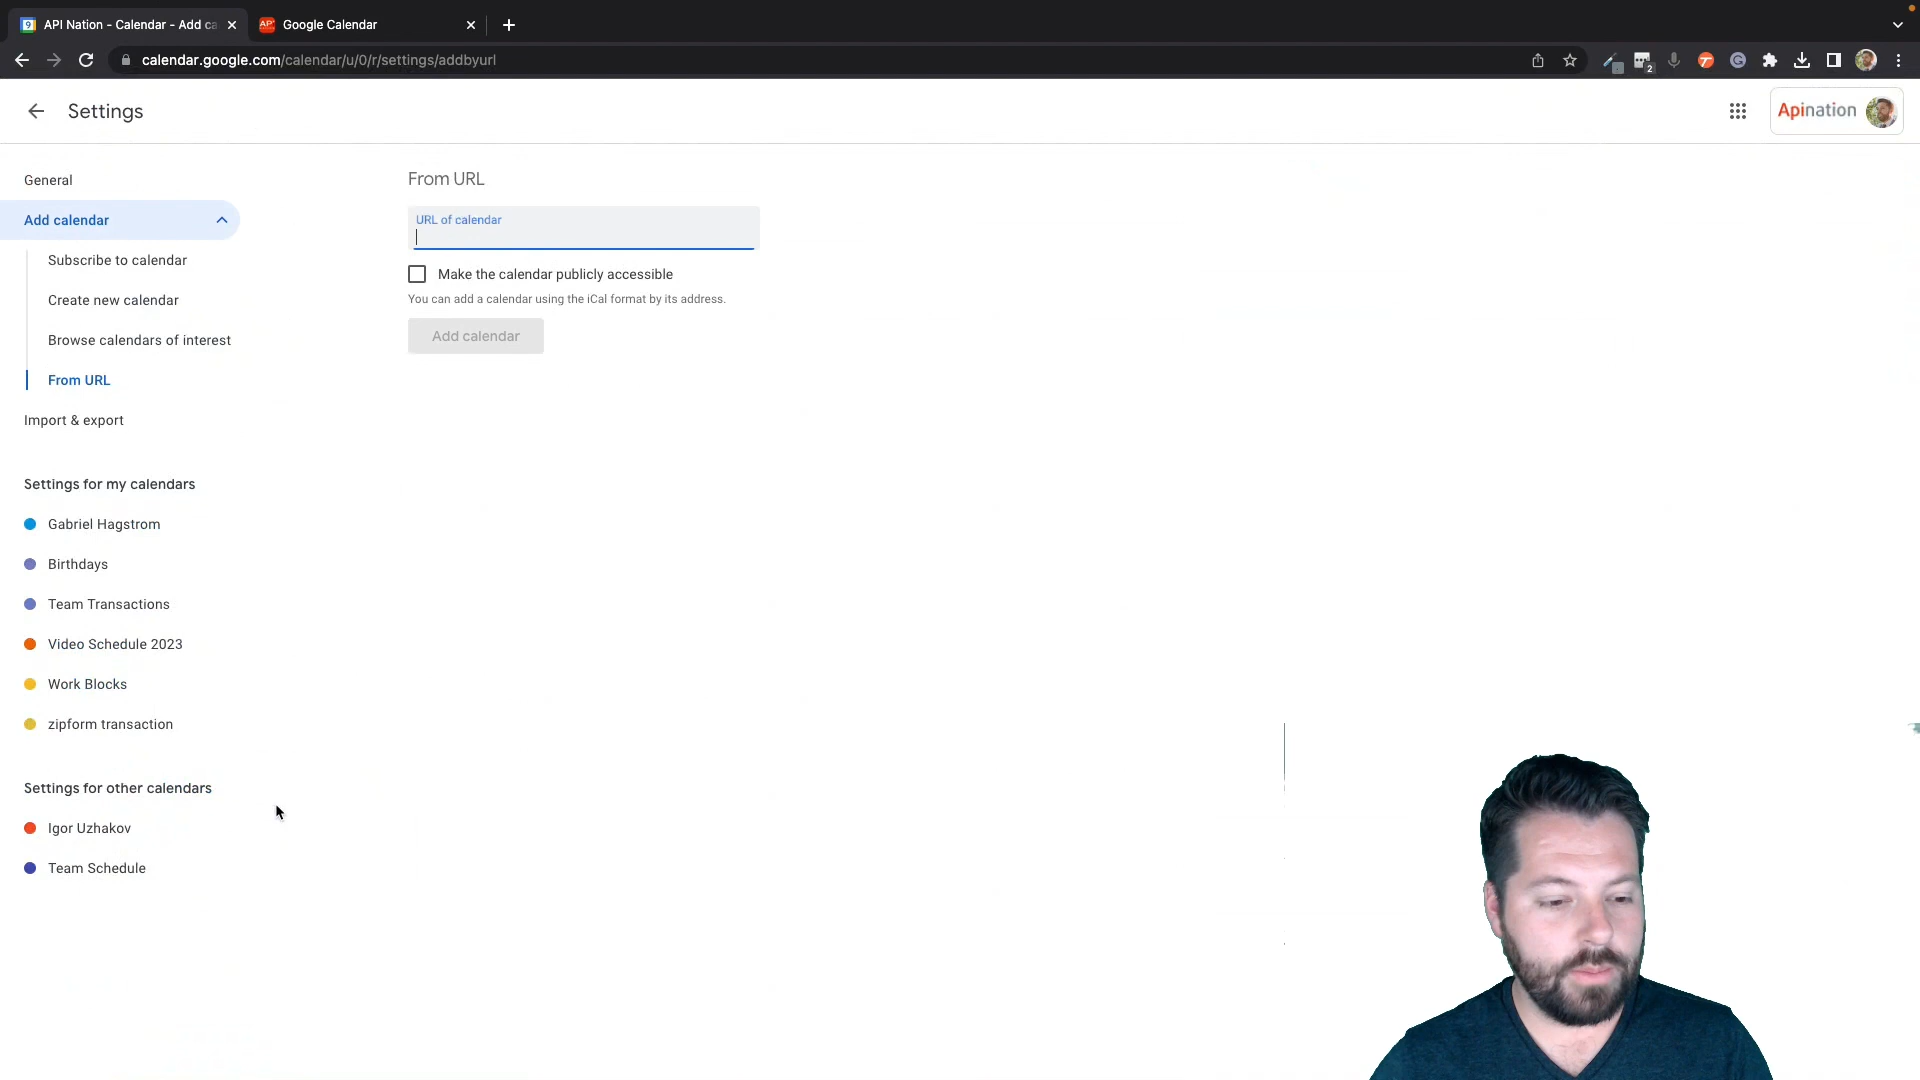 API Nation - Calendar - Add ca
Google Calendar
calendar.google.com/calendar/u/0/r/settings/addbyurl
2
Settings
Apination
General
Add calendar
Subscribe to calendar
Create new calendar
Browse calendars of interest
From URL
Import & export
Settings for my calendars
Gabriel Hagstrom
Birthdays
Team Transactions
Video Schedule 2023
Work Blocks
zipform transaction
Settings for other calendars
Igor Uzhakov
Team Schedule
From URL
URL of calendar
Make the calendar publicly accessible
You can add a calendar using the iCal format by its address.
Add calendar